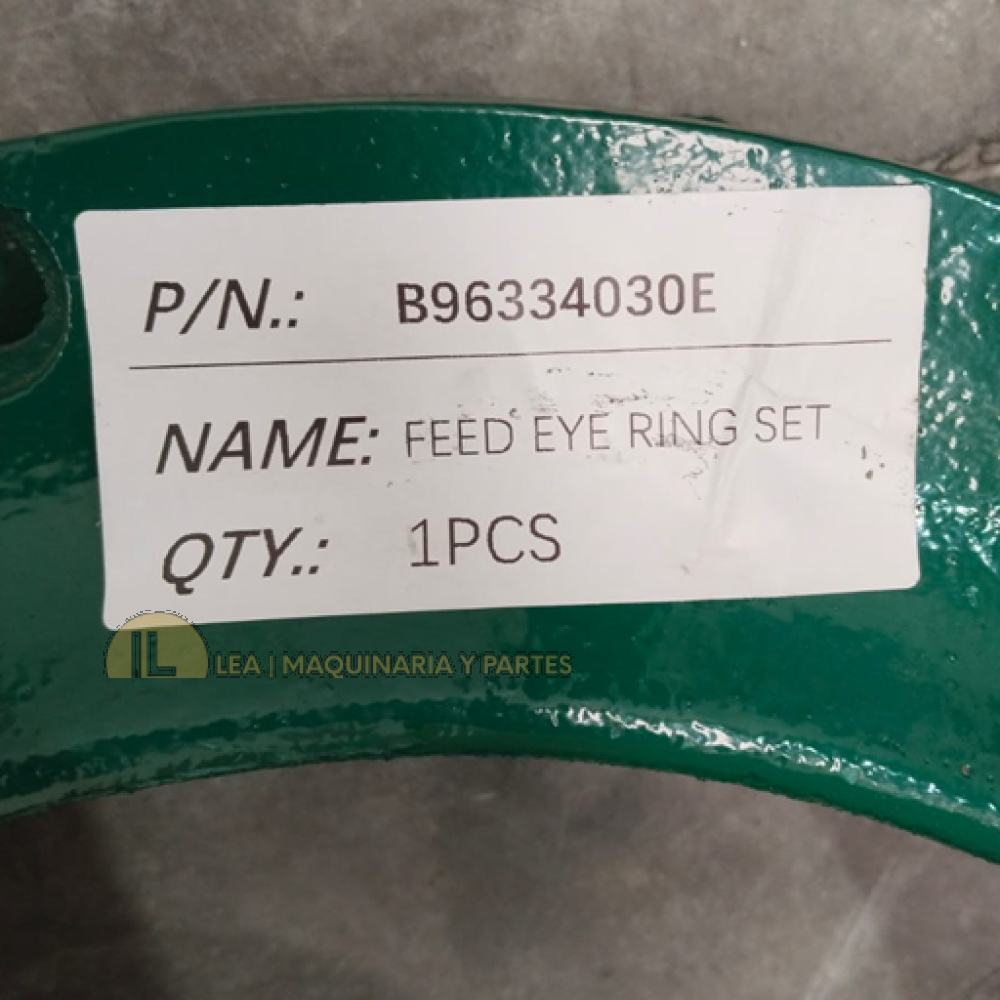 P/N.: B96334030E
NAME: FEED EYE RING SET
QTY.: 1PCS
IL LEA | MAQUINARIA Y PARTES